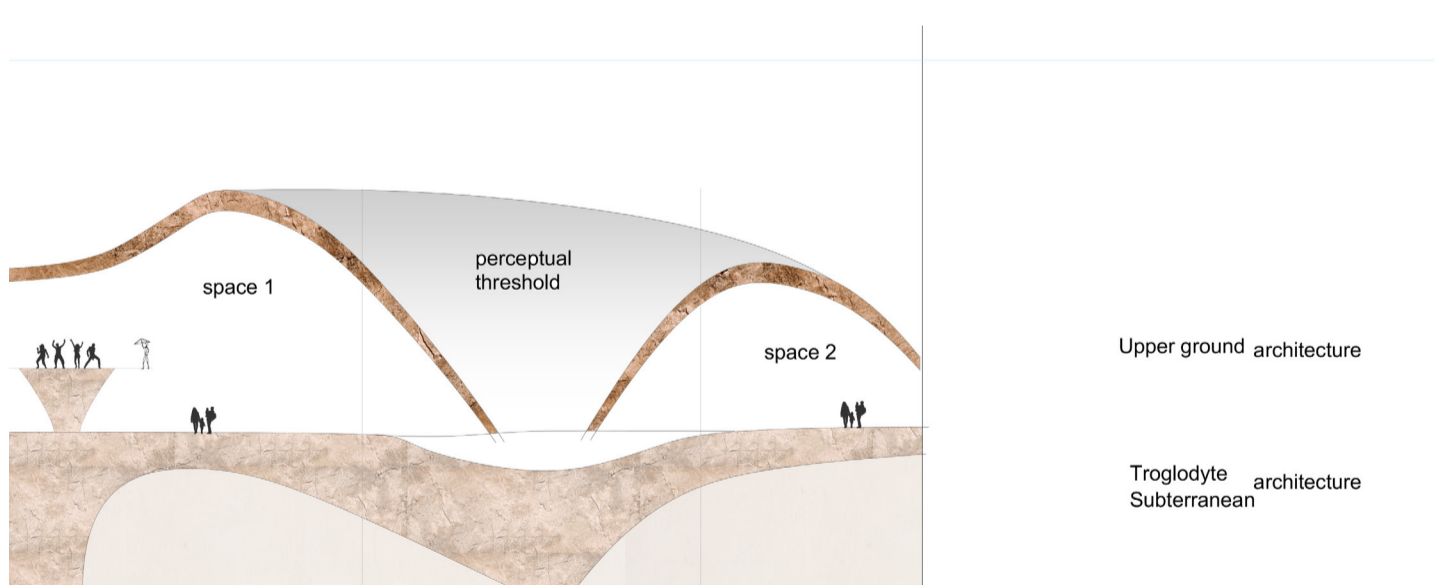 perceptual
threshold
space 1
space 2
Upper ground architecture
Troglodyte architecture
Subterranean